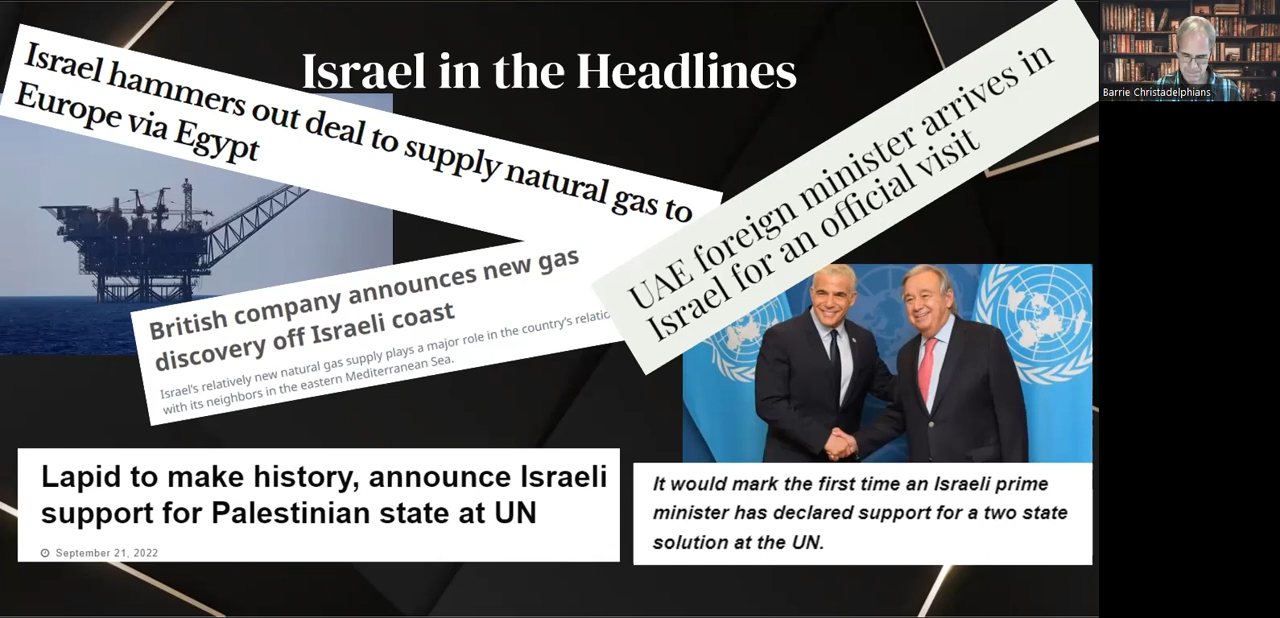 Israel in the Headlines
Israel hammers out deal to supply natural gas to
Europe via Egypt
UAE foreign minister arrives in
Israel for an official visit
British company announces new gas
discovery off Israeli coast
Israel's relatively new natural gas supply plays a major role in the country's
with its neighbors in the eastern Mediterranean Sea.
Lapid to make history, announce Israeli
support for Palestinian state at UN
September 21, 2022
It would mark the first time an Israeli prime
minister has declared support for a two state
solution at the UN.
Barrie Christadelphians